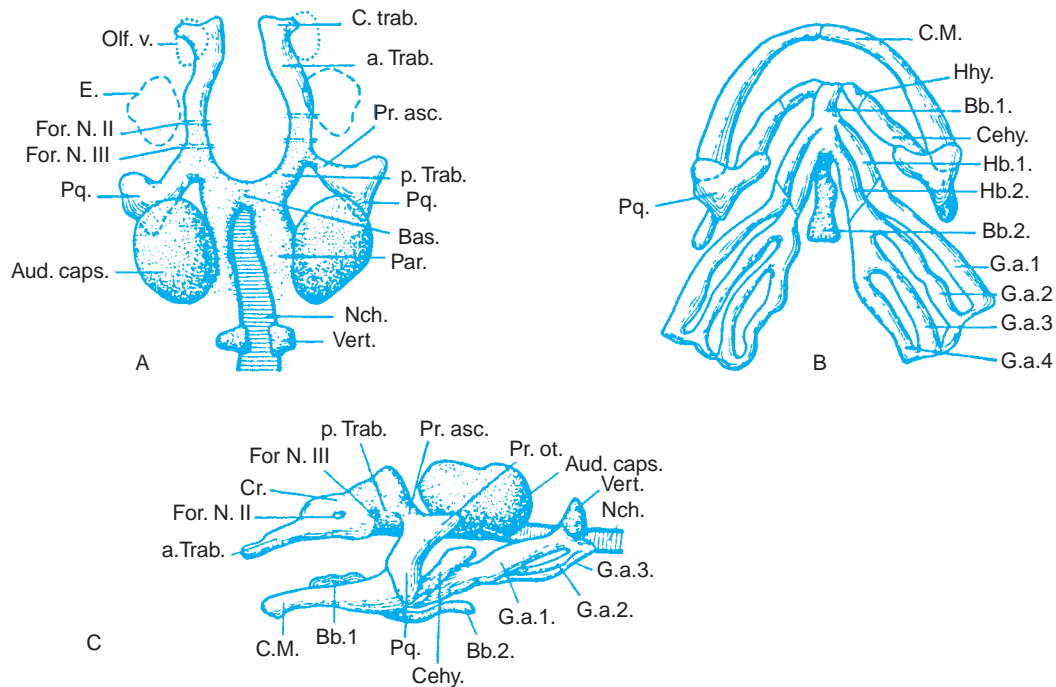 C. trab.
Olf. v.
a. Trab.
E.
Pr. asc.
For. N. II
For. N. III
p. Trab.
Pq.
Pq.
Bas.
Aud. caps.
Par.
Nch.
Vert.
A
C.M.
Hhy.
Bb.1.
Cehy.
Hb.1.
Hb.2.
Pq.
Bb.2.
G.a.1
G.a.2
G.a.3
G.a.4
B
p. Trab.
Pr. asc.
For N. III
Pr. ot.
Aud. caps.
Cr.
Vert.
For. N. II
Nch.
a.Trab.
G.a.3.
G.a.2.
G.a.1.
C.M.
Bb.1
Pq.
Bb.2.
Cehy.
C